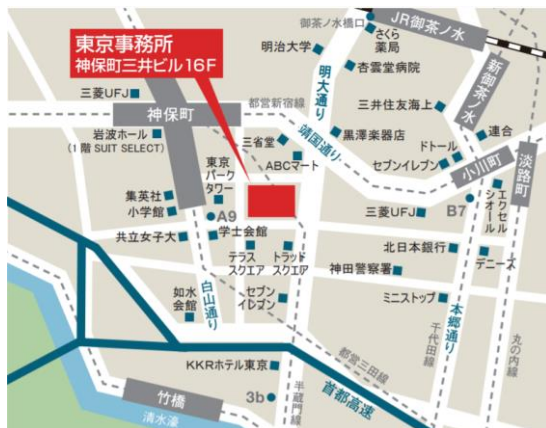 東京事務所
神保町三井ビル16F
御茶ノ水橋口
JR御茶ノ水
さくら
薬局
明治大学
杏雲堂病院
明大通り
新御茶ノ水
三菱UFJ
神保町
都営新宿線
三井住友海上
岩波ホール
(1階 SUIT SELECT)
三省堂
靖国通り
黒澤楽器店
ドトール
連合
ABCマート
セブンイレブン
小川町
淡路町
東京
パーク
タワー
集英社
小学館
A9
三菱UFJ
B7
エクセル
シオール
共立女子大
学士会館
テラス
スクエア
トラッド
スクエア
北日本銀行
神田警察署
デニーズ
如水
会館
白山通り
セブン
イレブン
ミニストップ
本郷通り
千代田線
丸の内線
都営三田線
KKRホテル東京
首都高速
竹橋
3b
半蔵門線
清水濠